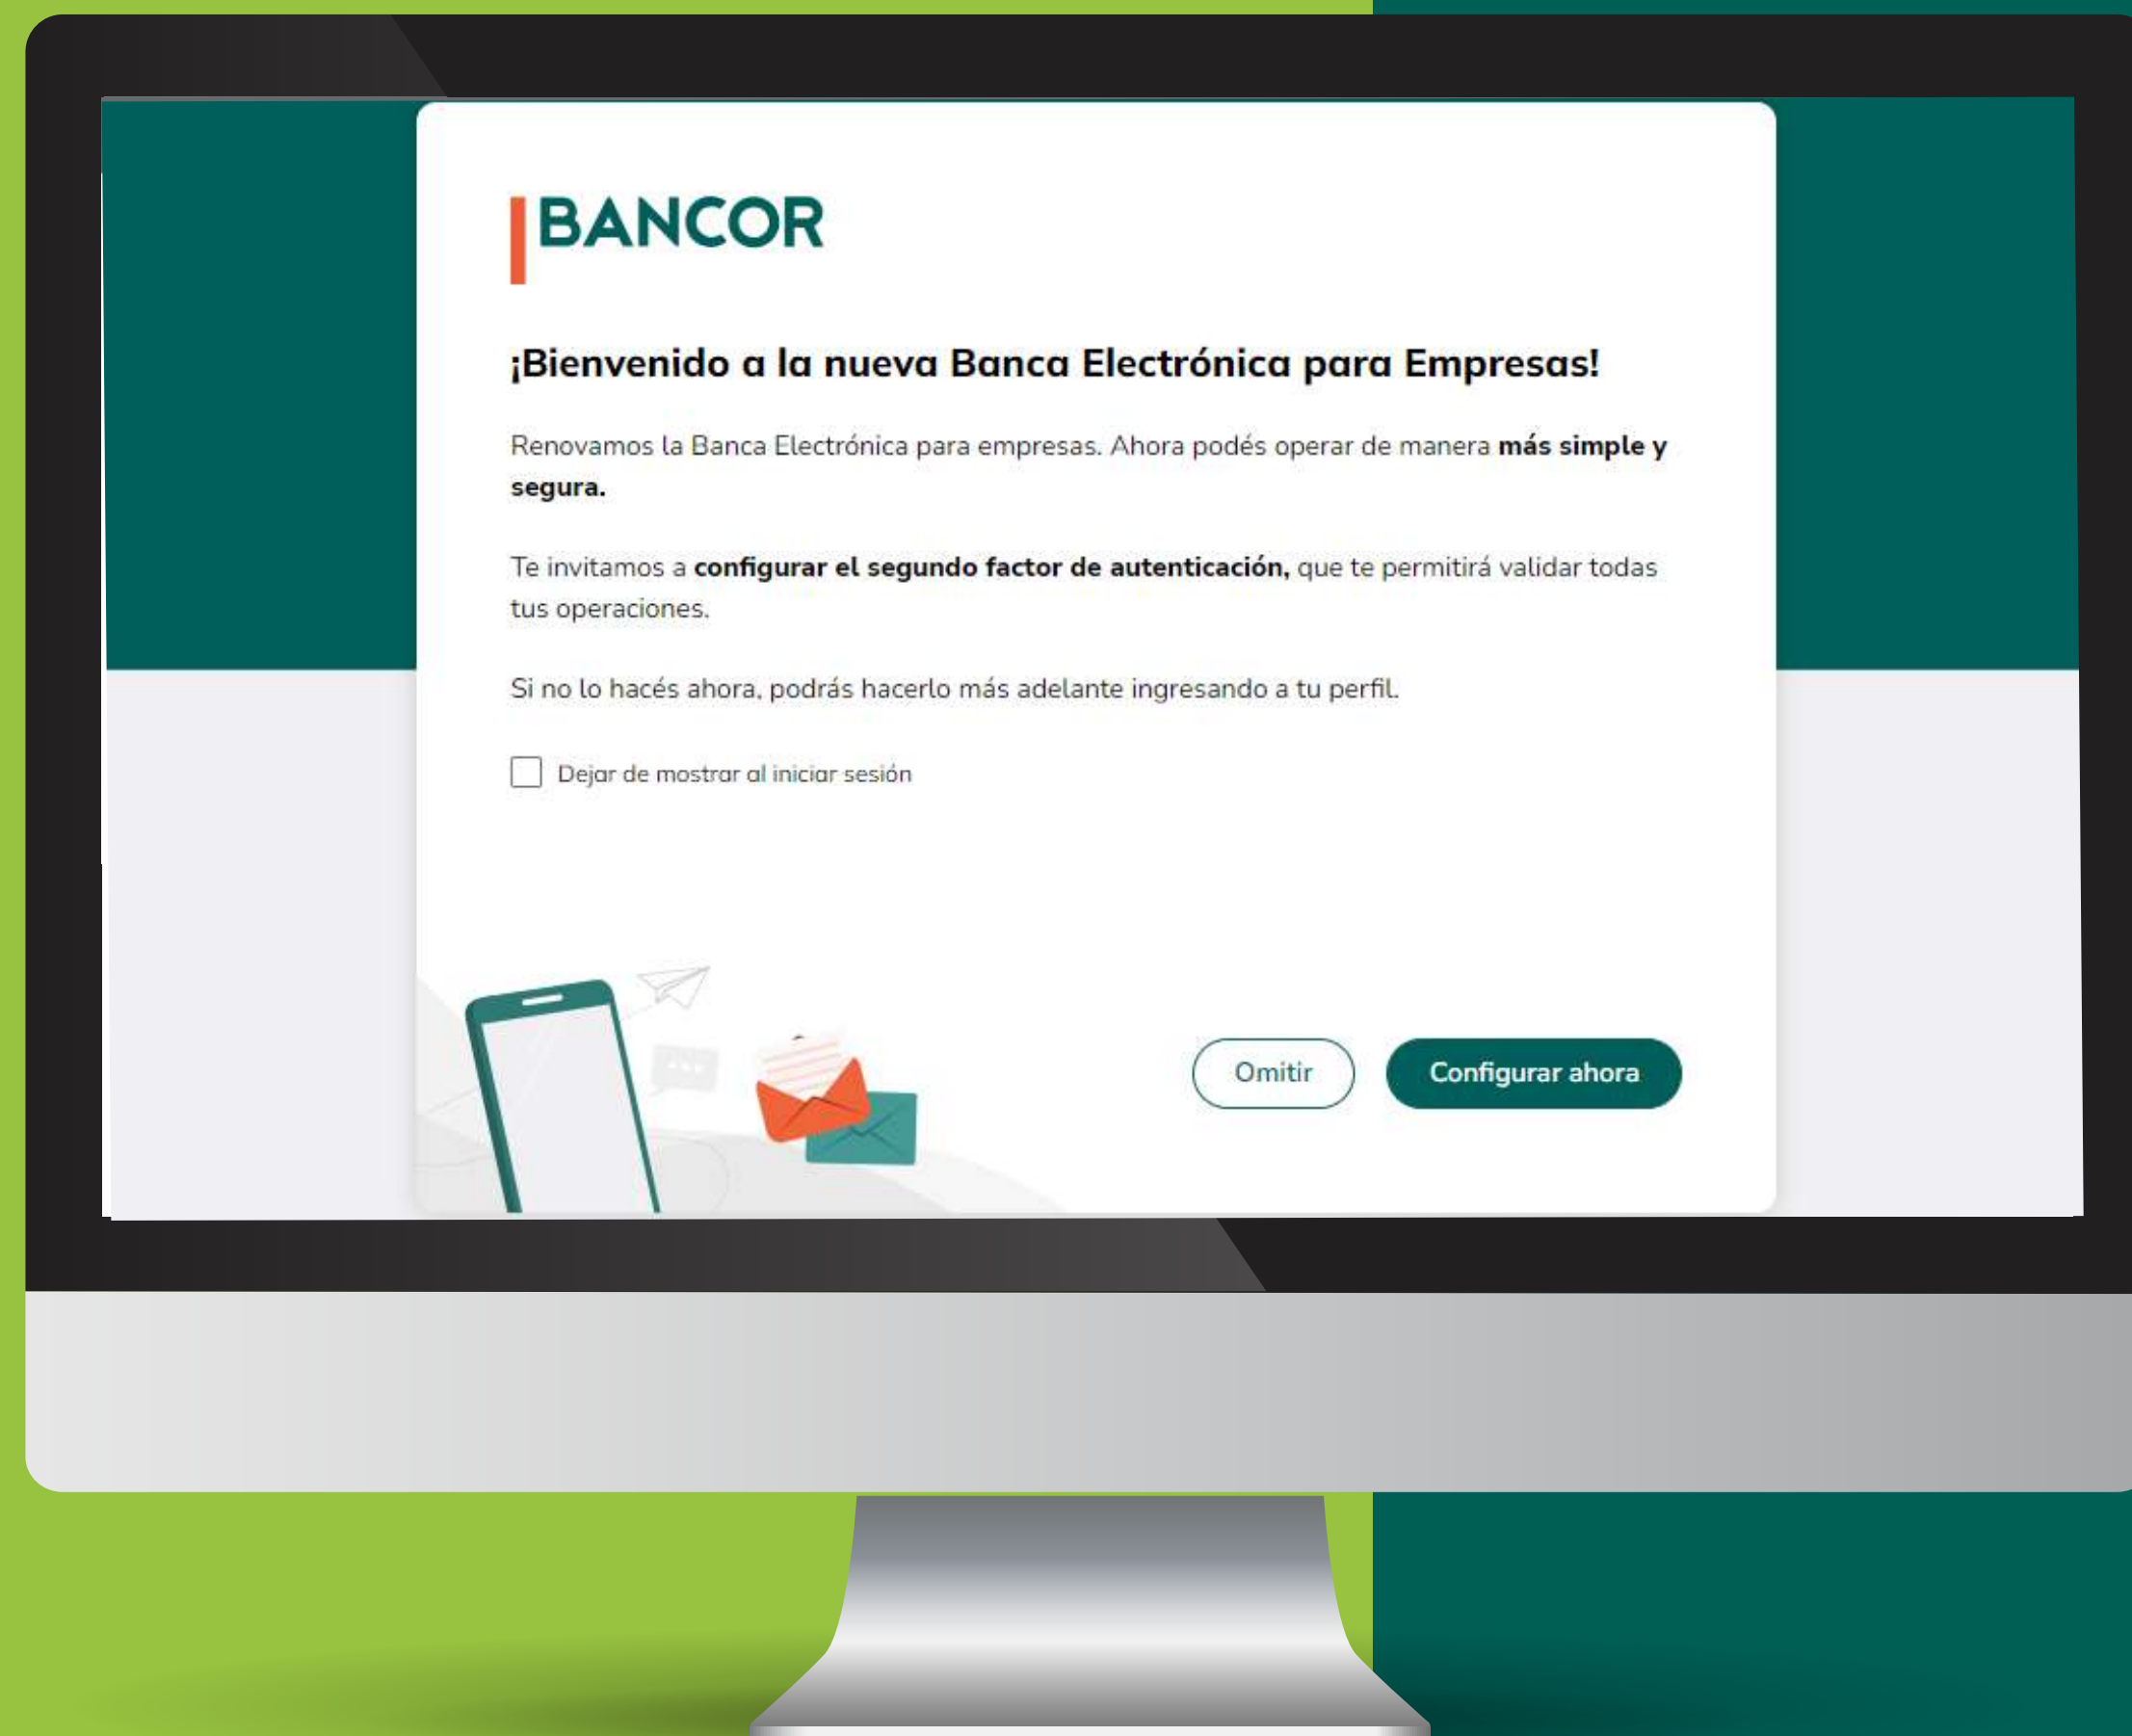 BANCOR
¡Bienvenido a la nueva Banca Electrónica para Empresas!
Renovamos la Banca Electrónica para empresas. Ahora podés operar de manera más simple y
segura.
Te invitamos a configurar el segundo factor de autenticación, que te permitirá validar todas
tus operaciones.
Si no lo hacés ahora, podrás hacerlo más adelante ingresando a tu perfil.
Dejar de mostrar al iniciar sesión
Omitir
Configurar ahora